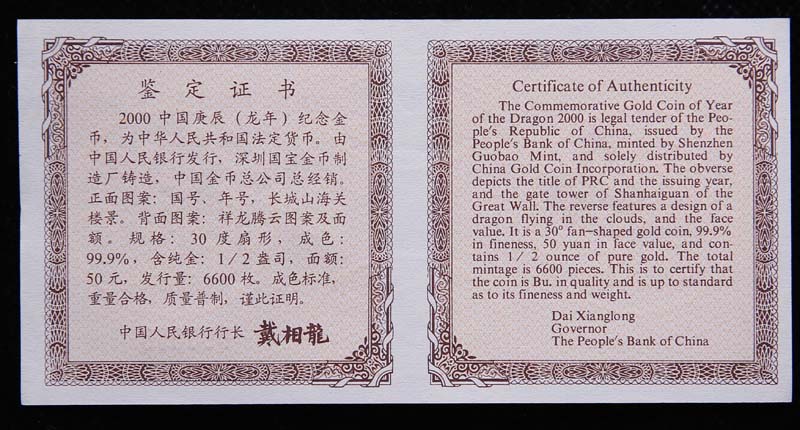 鉴定证书
2000中国庚辰（龙年）纪念金
币，为中华人民共和国法定货币。由
中国人民银行发行，深圳国宝金币制
造厂铸造，中国金币总公司总经销。
正面图案：国号、年号，长城山海关
楼景。背面图案：祥龙腾云图案及面
额。规格：30度扇形，成色：
99.9%，含纯金：1/2盎司，面额：
50元，发行量：6600枚。成色标准，
重量合格，质量普制，谨此证明。
中国人民银行行长 戴相龍
Certificate of Authenticity
The Commemorative Gold Coin of Year
of the Dragon 2000 is legal tender of the Peo-
ple's Republic of China, issued by the
People's Bank of China, minted by Shenzhen
Guobao Mint, and solely distributed by
China Gold Coin Incorporation. The obverse
depicts the title of PRC and the issuing year,
and the gate tower of Shanhaiguan of the
Great Wall. The reverse features a design of a
dragon flying in the clouds, and the face
value. It is a 30° fan-shaped gold coin, 99.9%
in fineness, 50 yuan in face value, and con-
tains 1/2 ounce of pure gold. The total
mintage is 6600 pieces. This is to certify that
the coin is Bu. in quality and is up to standard
as to its fineness and weight.
Dai Xianglong
Governor
The People's Bank of China